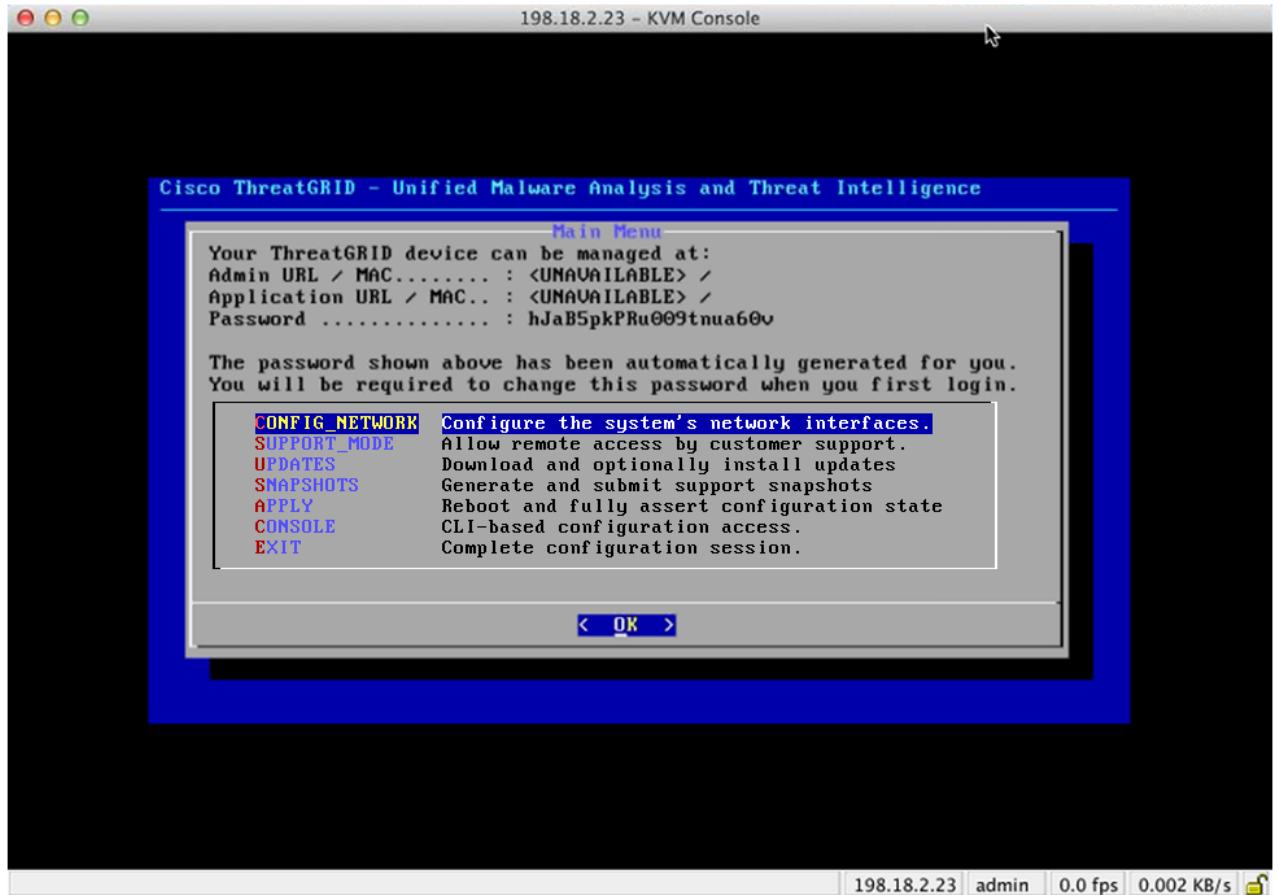 198.18.2.23 – KVM Console
Cisco ThreatGRID - Unified Malware Analysis and Threat Intelligence
Main Menu
Your ThreatGRID device can be managed at:
Admin URL / MAC........ : <UNAVAILABLE> /
Application URL / MAC.. : <UNAVAILABLE> /
Password .............. : hJaB5pkPRu009tnua60v
The password shown above has been automatically generated for you.
You will be required to change this password when you first login.
CONFIG_NETWORK Configure the system's network interfaces.
SUPPORT_MODE Allow remote access by customer support.
UPDATES Download and optionally install updates
SNAPSHOTS Generate and submit support snapshots
APPLY Reboot and fully assert configuration state
CONSOLE CLI-based configuration access.
EXIT Complete configuration session.
< OK >
198.18.2.23 admin 0.0 fps 0.002 KB/s